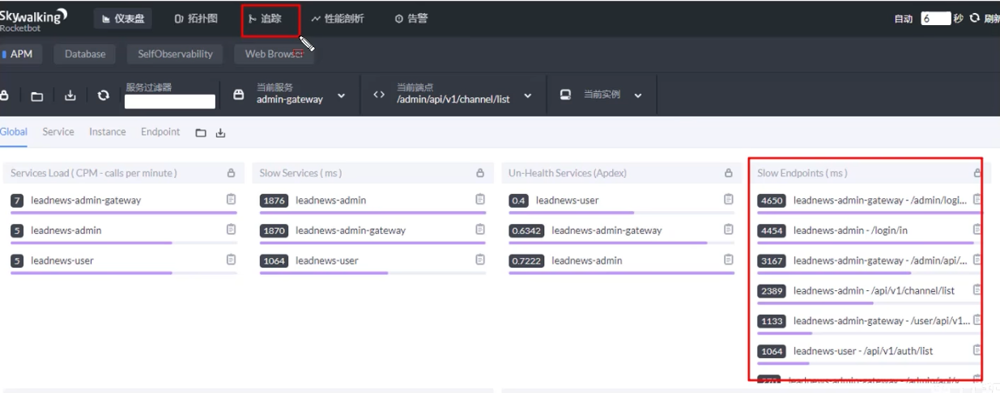 Skywalking
Rocketbot
仪表盘
拓扑图
追踪
性能剖析
告警
自动 6 秒 刷新
APM
Database
SelfObservability
Web Browser
服务过滤器
当前服务
admin-gateway
当前端点
/admin/api/v1/channel/list
当前实例
Global
Service
Instance
Endpoint
Services Load ( CPM - calls per minute )
7 leadnews-admin-gateway
5 leadnews-admin
5 leadnews-user
Slow Services ( ms )
1876 leadnews-admin
1870 leadnews-admin-gateway
1064 leadnews-user
Un-Health Services (Apdex)
0.4 leadnews-user
0.6342 leadnews-admin-gateway
0.7222 leadnews-admin
Slow Endpoints ( ms )
4650 leadnews-admin-gateway - /admin/logi...
4454 leadnews-admin - /login/in
3167 leadnews-admin-gateway - /admin/api/...
2389 leadnews-admin - /api/v1/channel/list
1133 leadnews-admin-gateway - /user/api/v1...
1064 leadnews-user - /api/v1/auth/list